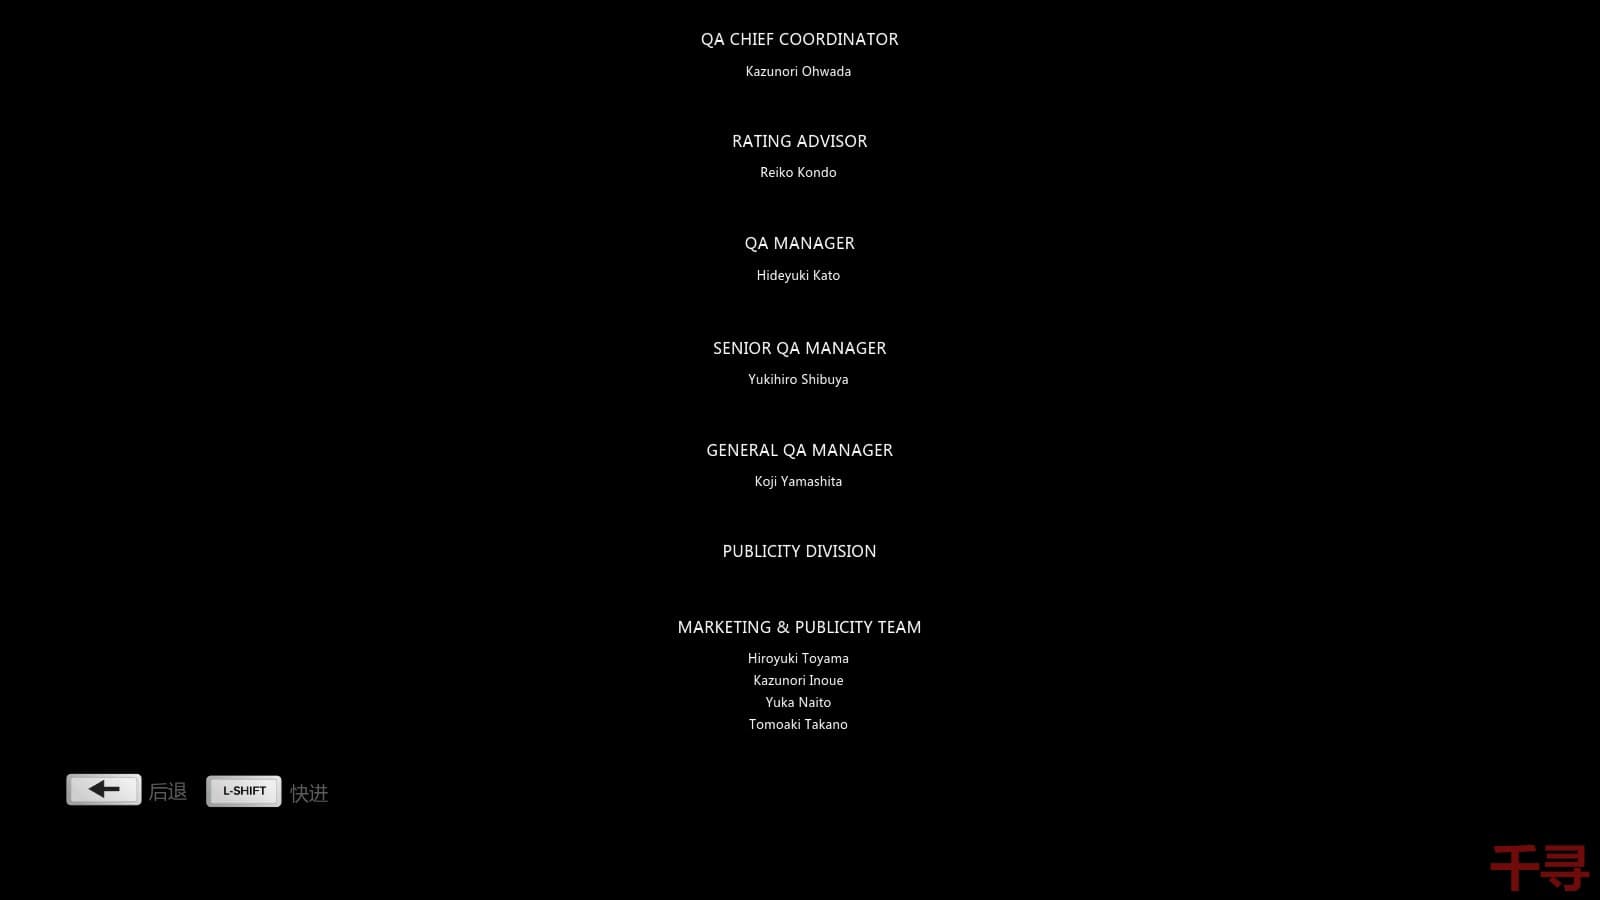 QA CHIEF COORDINATOR
Kazunori Ohwada
RATING ADVISOR
Reiko Kondo
QA MANAGER
Hideyuki Kato
SENIOR QA MANAGER
Yukihiro Shibuya
GENERAL QA MANAGER
Koji Yamashita
PUBLICITY DIVISION
MARKETING & PUBLICITY TEAM
Hiroyuki Toyama
Kazunori Inoue
Yuka Naito
Tomoaki Takano
后退 L-SHIFT 快进
千寻